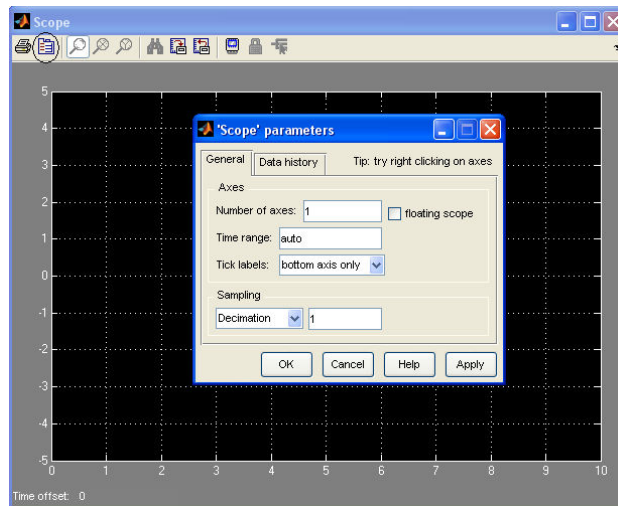 Scope
5
4
'Scope' parameters
General Data history Tip: try right clicking on axes
3
Axes
2
Number of axes: 1 floating scope
1
Time range: auto
Tick labels: bottom axis only
0
Sampling
-1
Decimation 1
-2
OK Cancel Help Apply
-3
-4
-5
0 1 2 3 4 5 6 7 8 9 10
Time offset: 0